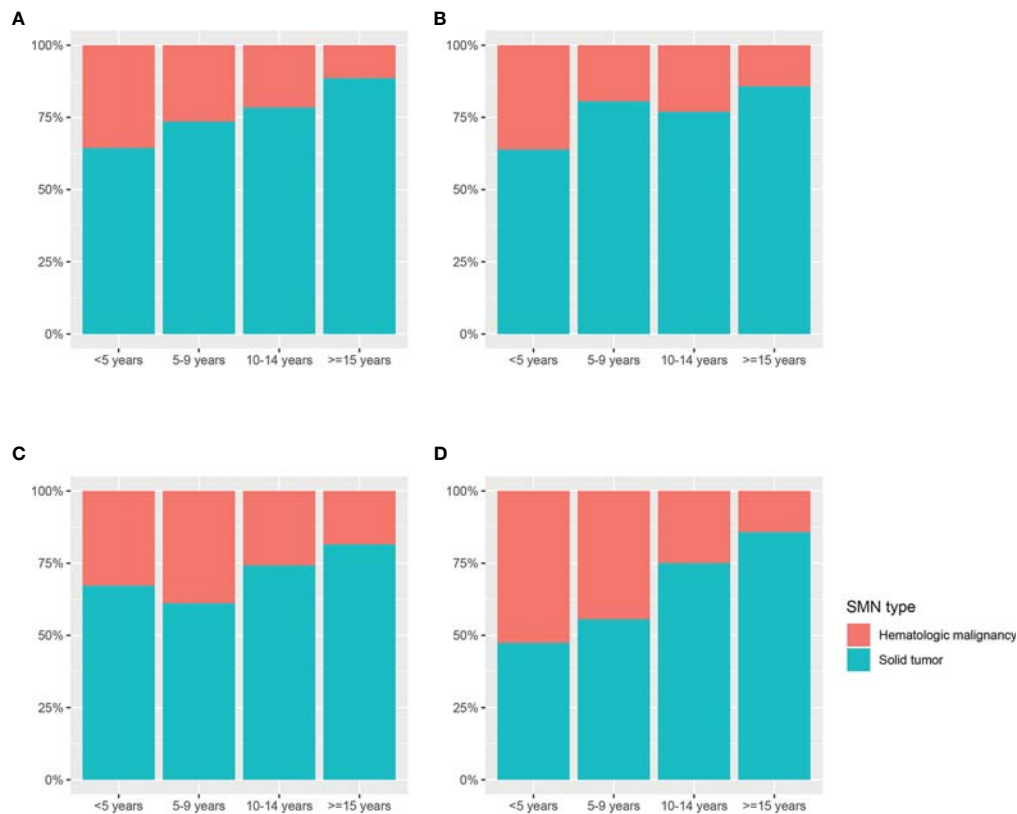 A
100%
75%
50%
25%
0%
<5 years 5-9 years 10-14 years >=15 years
B
100%
75%
50%
25%
0%
<5 years 5-9 years 10-14 years >=15 years
C
100%
75%
50%
25%
0%
<5 years 5-9 years 10-14 years >=15 years
D
100%
75%
50%
25%
0%
<5 years 5-9 years 10-14 years >=15 years
SMN type
Hematologic malignancy
Solid tumor